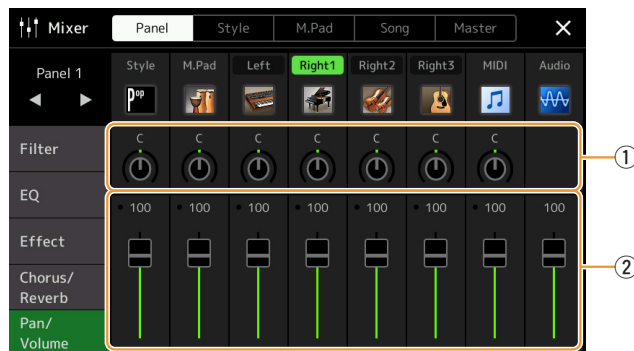 Mixer Panel Style M.Pad Song Master ×
Panel 1 Style M.Pad Left Right1 Right2 Right3 MIDI Audio
Pop
Filter C C C C C C C
①
EQ 100 100 100 100 100 100 100 100
Effect
②
Chorus/
Reverb
Pan/
Volume